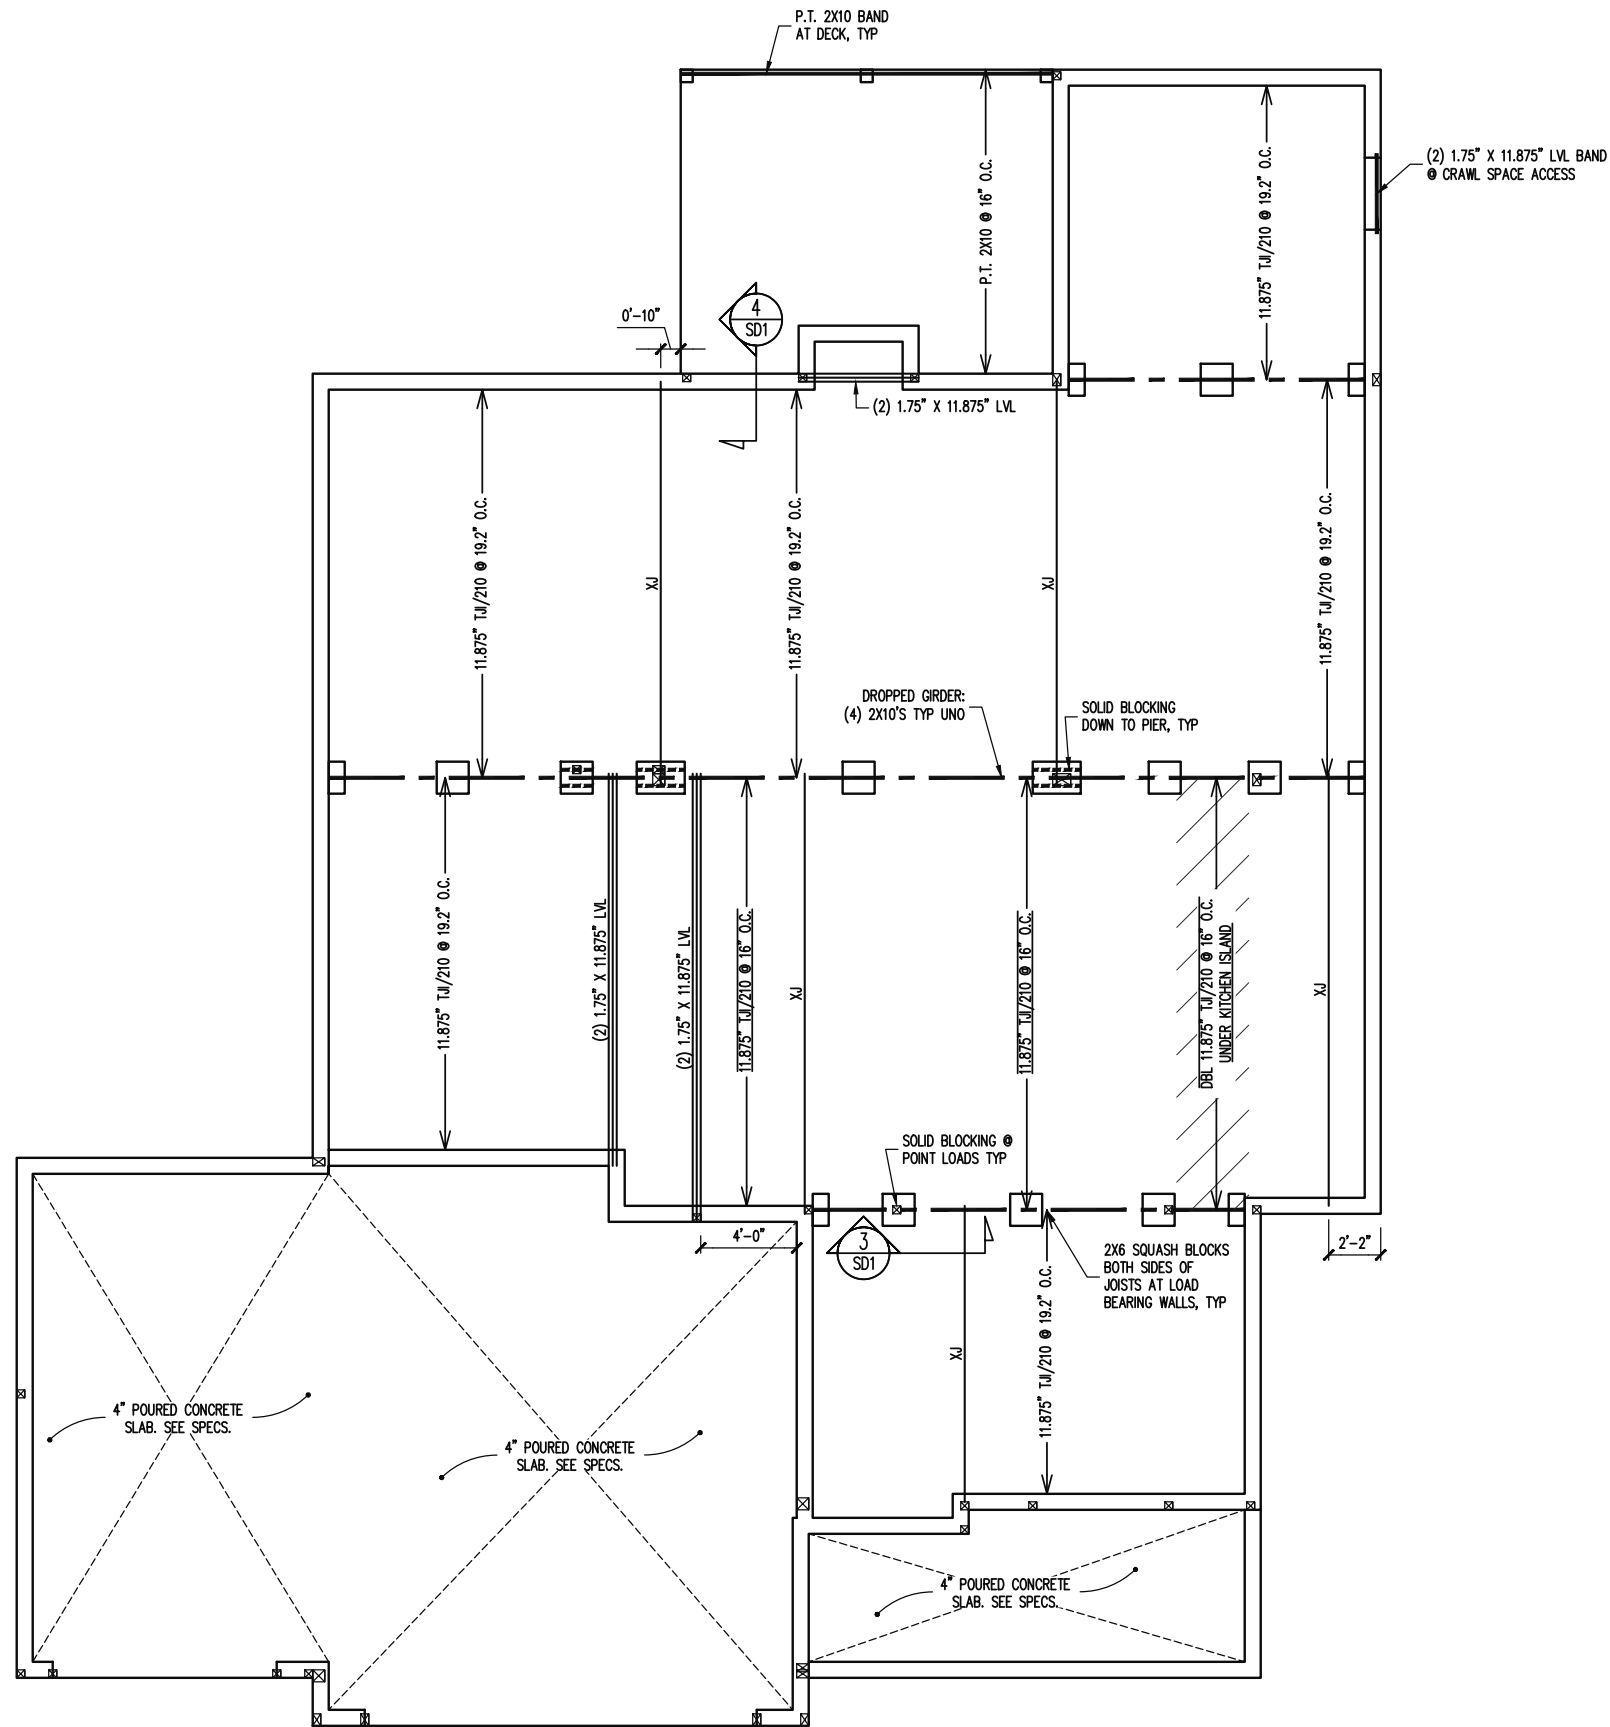 P.T. 2X10 BAND
AT DECK, TYP
(2) 1.75" X 11.875" LVL BAND
@ CRAWL SPACE ACCESS
P.T. 2X10 @ 16" O.C.
11.875" TJI/210 @ 19.2" O.C.
0'-10"
4
SD1
(2) 1.75" X 11.875" LVL
11.875" TJI/210 @ 19.2" O.C.
XJ
11.875" TJI/210 @ 19.2" O.C.
XJ
11.875" TJI/210 @ 19.2" O.C.
DROPPED GIRDER:
(4) 2X10'S TYP UNO
SOLID BLOCKING
DOWN TO PIER, TYP
11.875" TJI/210 @ 19.2" O.C.
(2) 1.75" X 11.875" LVL
(2) 1.75" X 11.875" LVL
11.875" TJI/210 @ 16" O.C.
XJ
11.875" TJI/210 @ 16" O.C.
DBL 11.875" TJI/210 @ 16" O.C.
UNDER KITCHEN ISLAND
XJ
SOLID BLOCKING @
POINT LOADS TYP
4'-0"
3
SD1
2'-2"
2X6 SQUASH BLOCKS
BOTH SIDES OF
JOISTS AT LOAD
BEARING WALLS, TYP
XJ
11.875" TJI/210 @ 19.2" O.C.
4" POURED CONCRETE
SLAB. SEE SPECS.
4" POURED CONCRETE
SLAB. SEE SPECS.
4" POURED CONCRETE
SLAB. SEE SPECS.